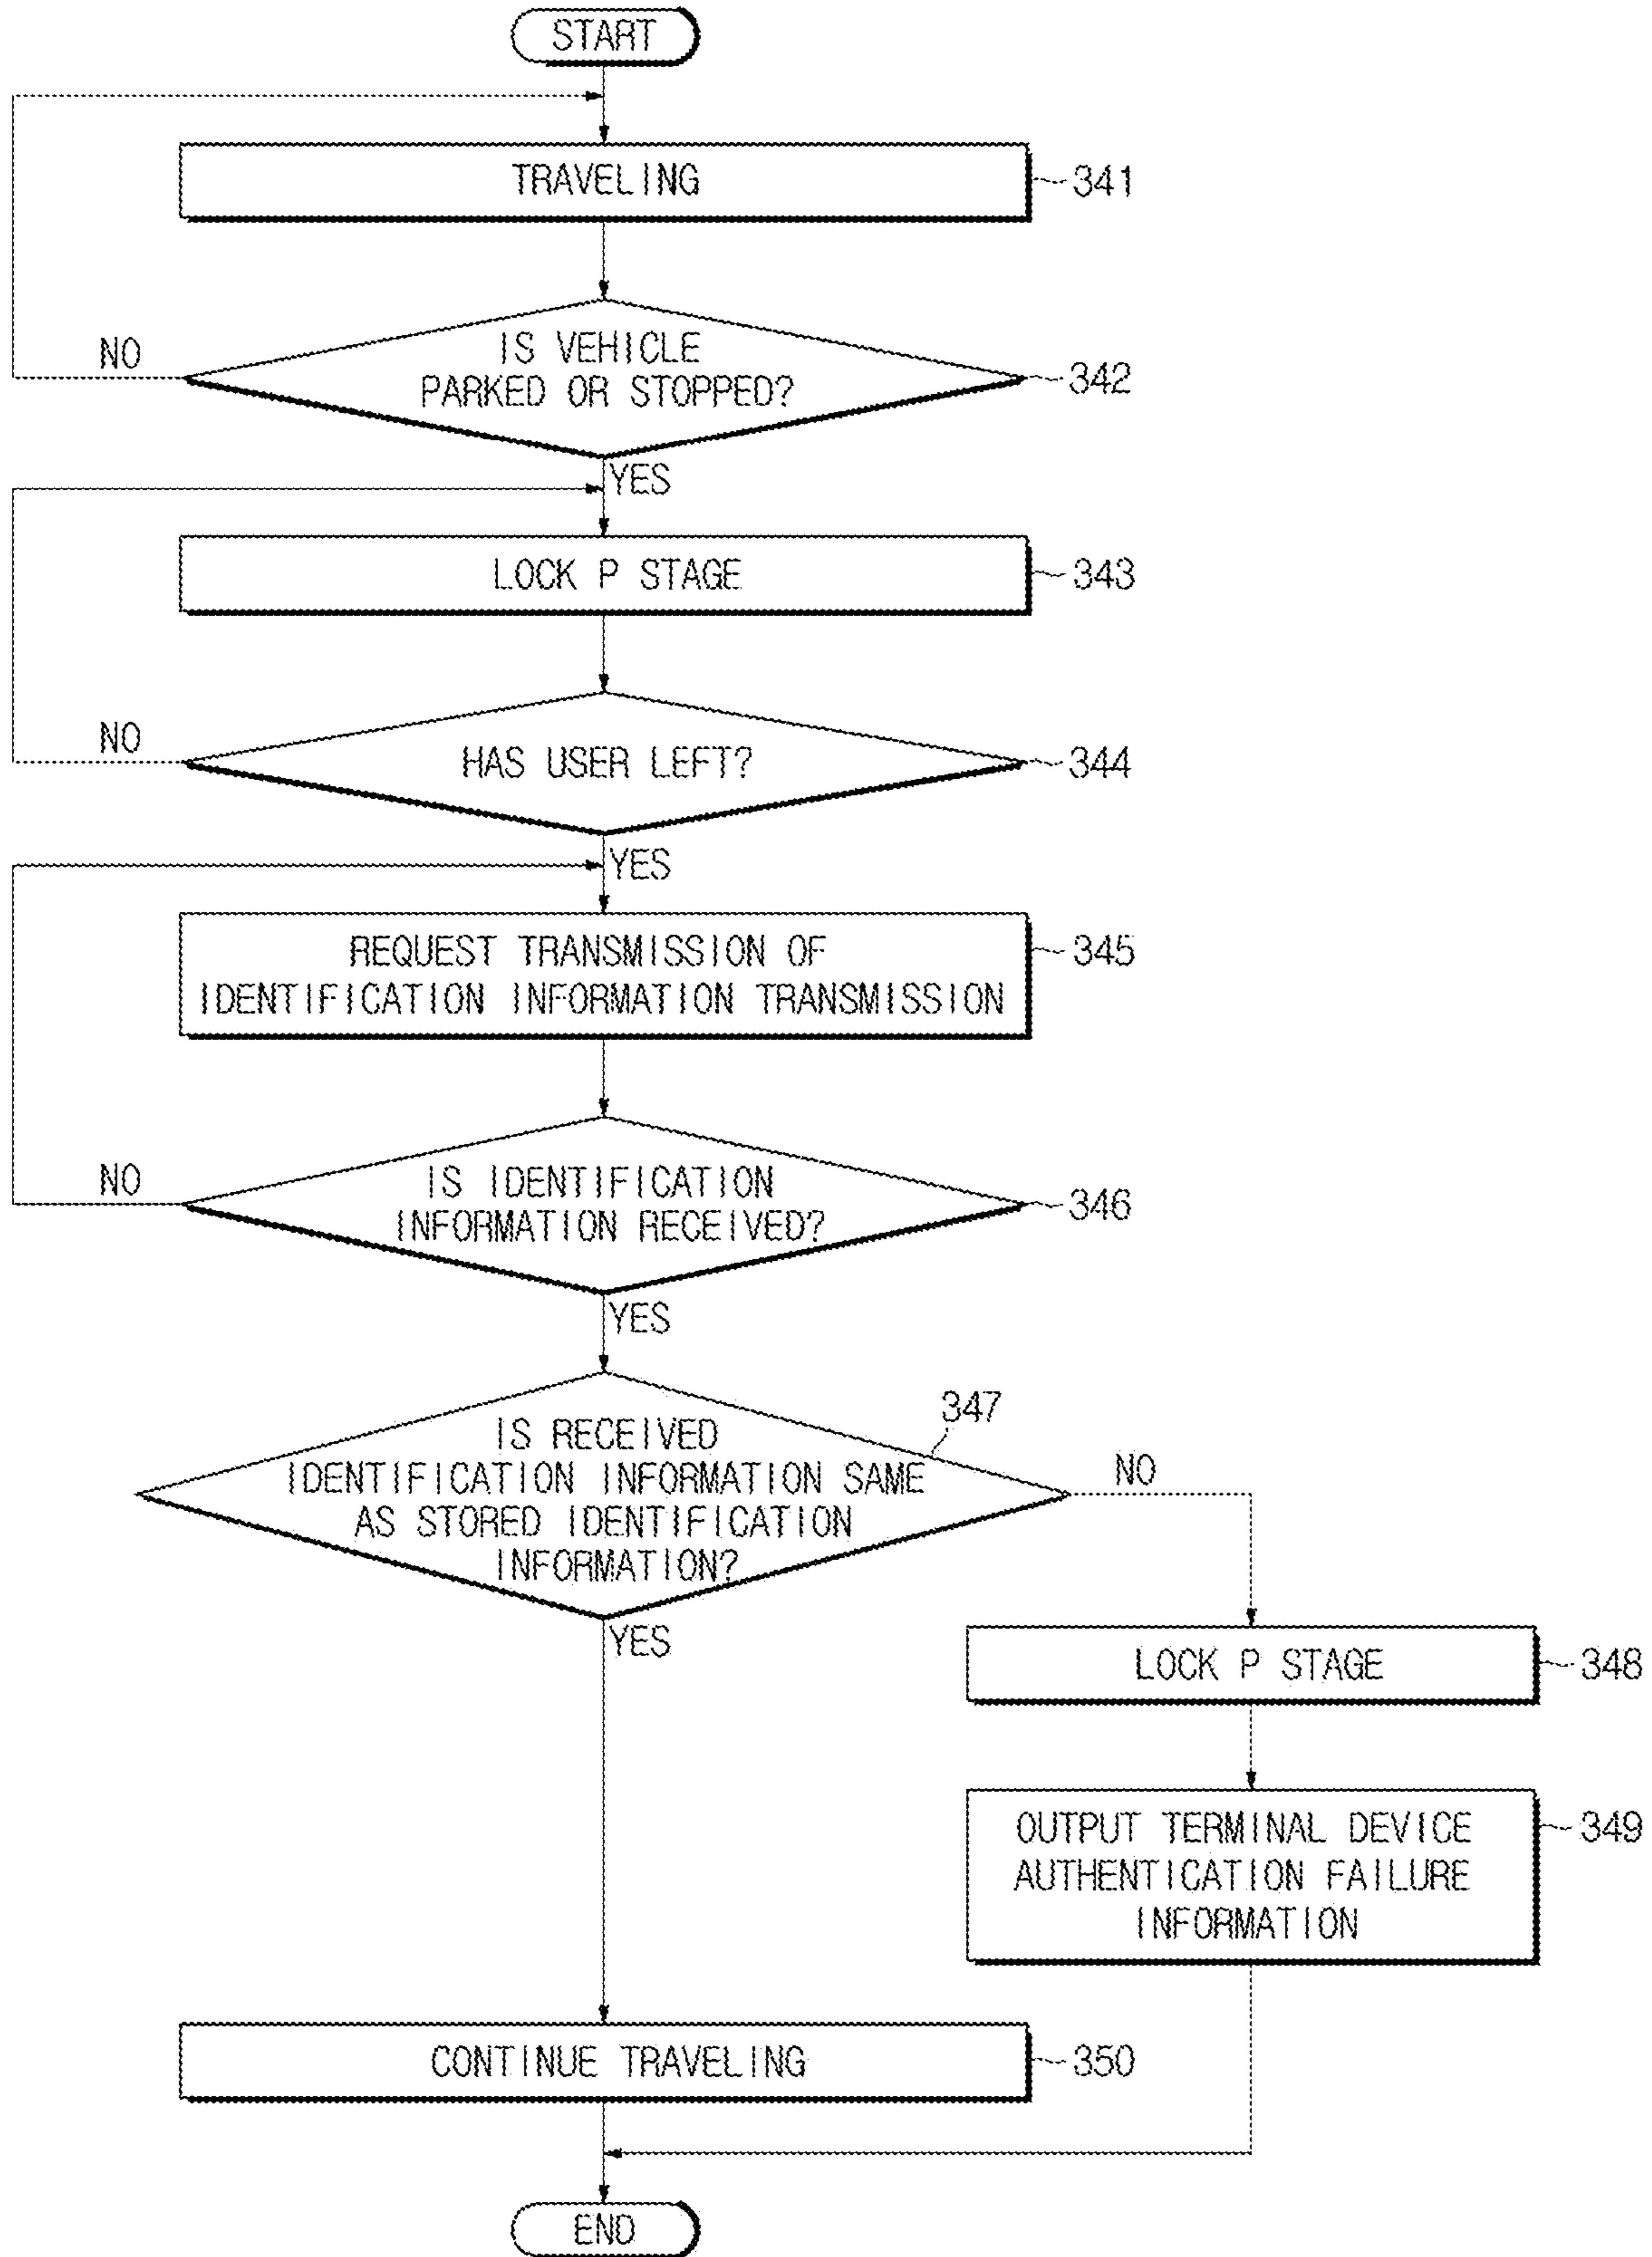 START
TRAVELING
341
NO
IS VEHICLE
PARKED OR STOPPED?
342
YES
LOCK P STAGE
343
NO
HAS USER LEFT?
344
YES
REQUEST TRANSMISSION OF
IDENTIFICATION INFORMATION TRANSMISSION
345
NO
IS IDENTIFICATION
INFORMATION RECEIVED?
346
YES
347
IS RECEIVED
IDENTIFICATION INFORMATION SAME
AS STORED IDENTIFICATION
INFORMATION?
NO
YES
LOCK P STAGE
348
OUTPUT TERMINAL DEVICE
AUTHENTICATION FAILURE
INFORMATION
349
CONTINUE TRAVELING
350
END